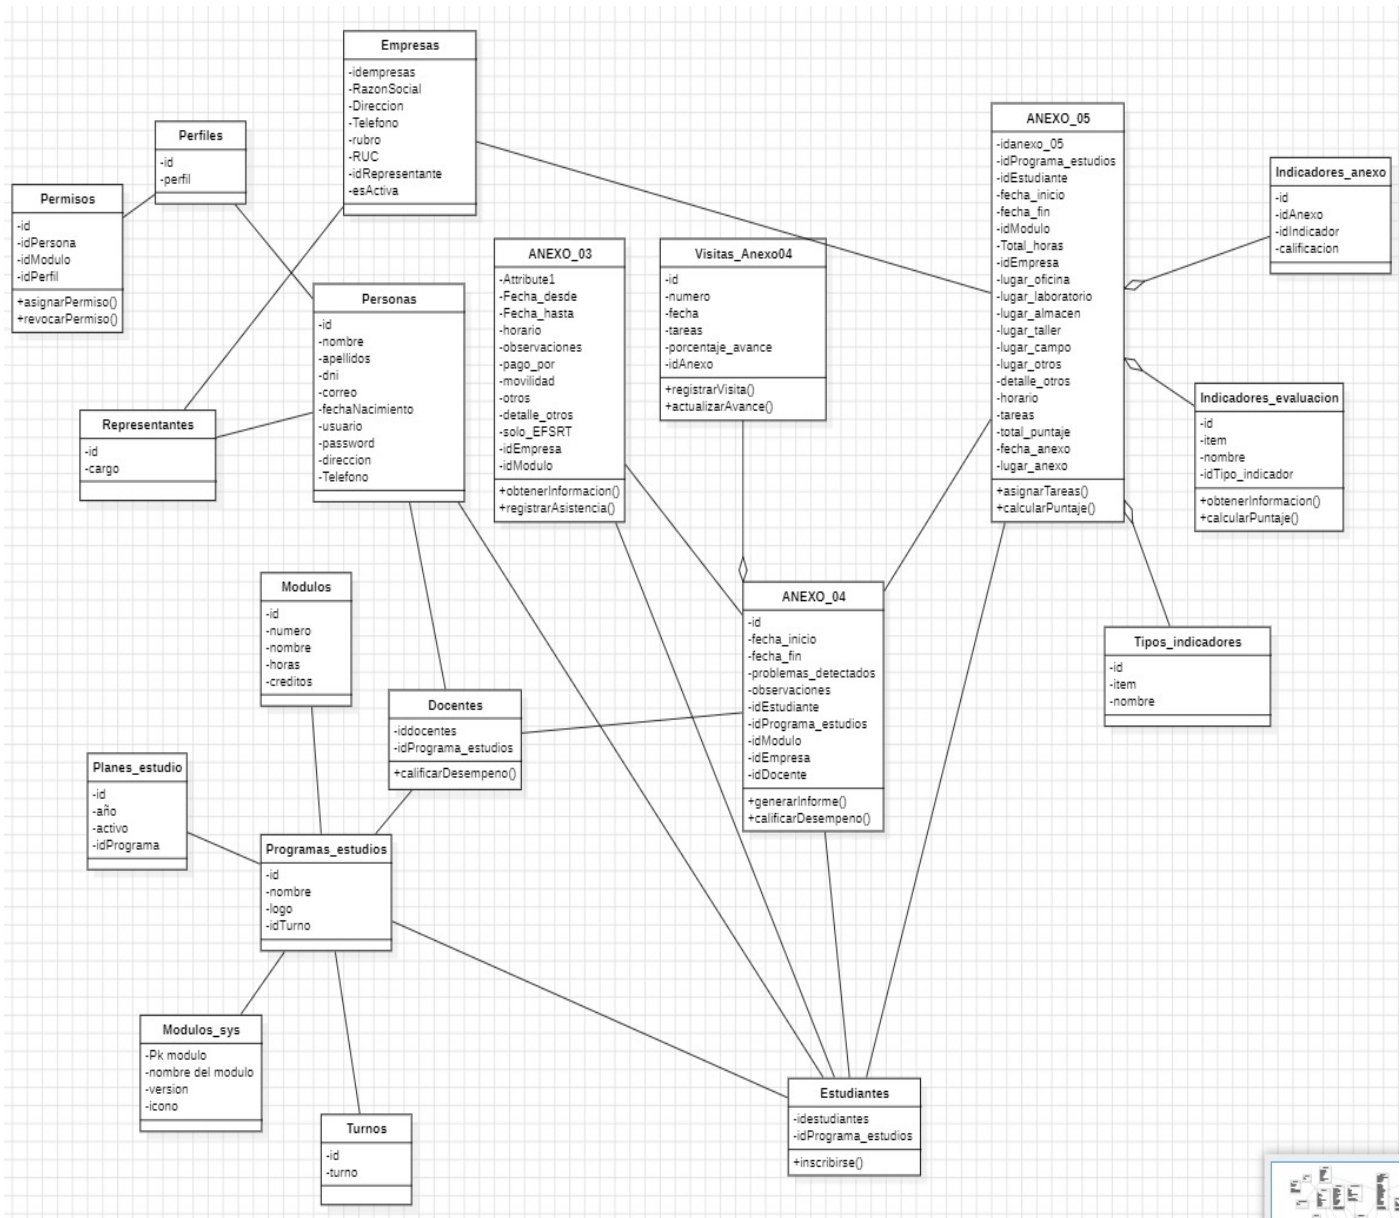 Empresas
-idempresas
-RazonSocial
-Direccion
-Telefono
-rubro
-RUC
-idRepresentante
-esActiva
Perfiles
-id
-perfil
Permisos
-id
-idPersona
-idModulo
-idPerfil
+asignarPermiso()
+revocarPermiso()
Personas
-id
-nombre
-apellidos
-dni
-correo
-fechaNacimiento
-usuario
-password
-direccion
-Telefono
Representantes
-id
-cargo
ANEXO_03
-Attribute1
-Fecha_desde
-Fecha_hasta
-horario
-observaciones
-pago_por
-movilidad
-otros
-detalle_otros
-solo_EFSRT
-idEmpresa
-idModulo
+obtenerInformacion()
+registrarAsistencia()
Visitas_Anexo04
-id
-numero
-fecha
-tareas
-porcentaje_avance
-idAnexo
+registrarVisita()
+actualizarAvance()
ANEXO_05
-idanexo_05
-idPrograma_estudios
-idEstudiante
-fecha_inicio
-fecha_fin
-idModulo
-Total_horas
-idEmpresa
-lugar_oficina
-lugar_laboratorio
-lugar_almacen
-lugar_taller
-lugar_campo
-lugar_otros
-detalle_otros
-horario
-tareas
-total_puntaje
-fecha_anexo
-lugar_anexo
+asignarTareas()
+calcularPuntaje()
Indicadores_anexo
-id
-idAnexo
-idIndicador
-calificacion
Indicadores_evaluacion
-id
-item
-nombre
-idTipo_indicador
+obtenerInformacion()
+calcularPuntaje()
Tipos_indicadores
-id
-item
-nombre
ANEXO_04
-id
-fecha_inicio
-fecha_fin
-problemas_detectados
-observaciones
-idEstudiante
-idPrograma_estudios
-idModulo
-idEmpresa
-idDocente
+generarInforme()
+calificarDesempeno()
Modulos
-id
-numero
-nombre
-horas
-creditos
Docentes
-iddocentes
-idPrograma_estudios
+calificarDesempeno()
Planes_estudio
-id
-año
-activo
-idPrograma
Programas_estudios
-id
-nombre
-logo
-idTurno
Modulos_sys
-Pk modulo
-nombre del modulo
-version
-icono
Turnos
-id
-turno
Estudiantes
-idestudiantes
-idPrograma_estudios
+inscribirse()